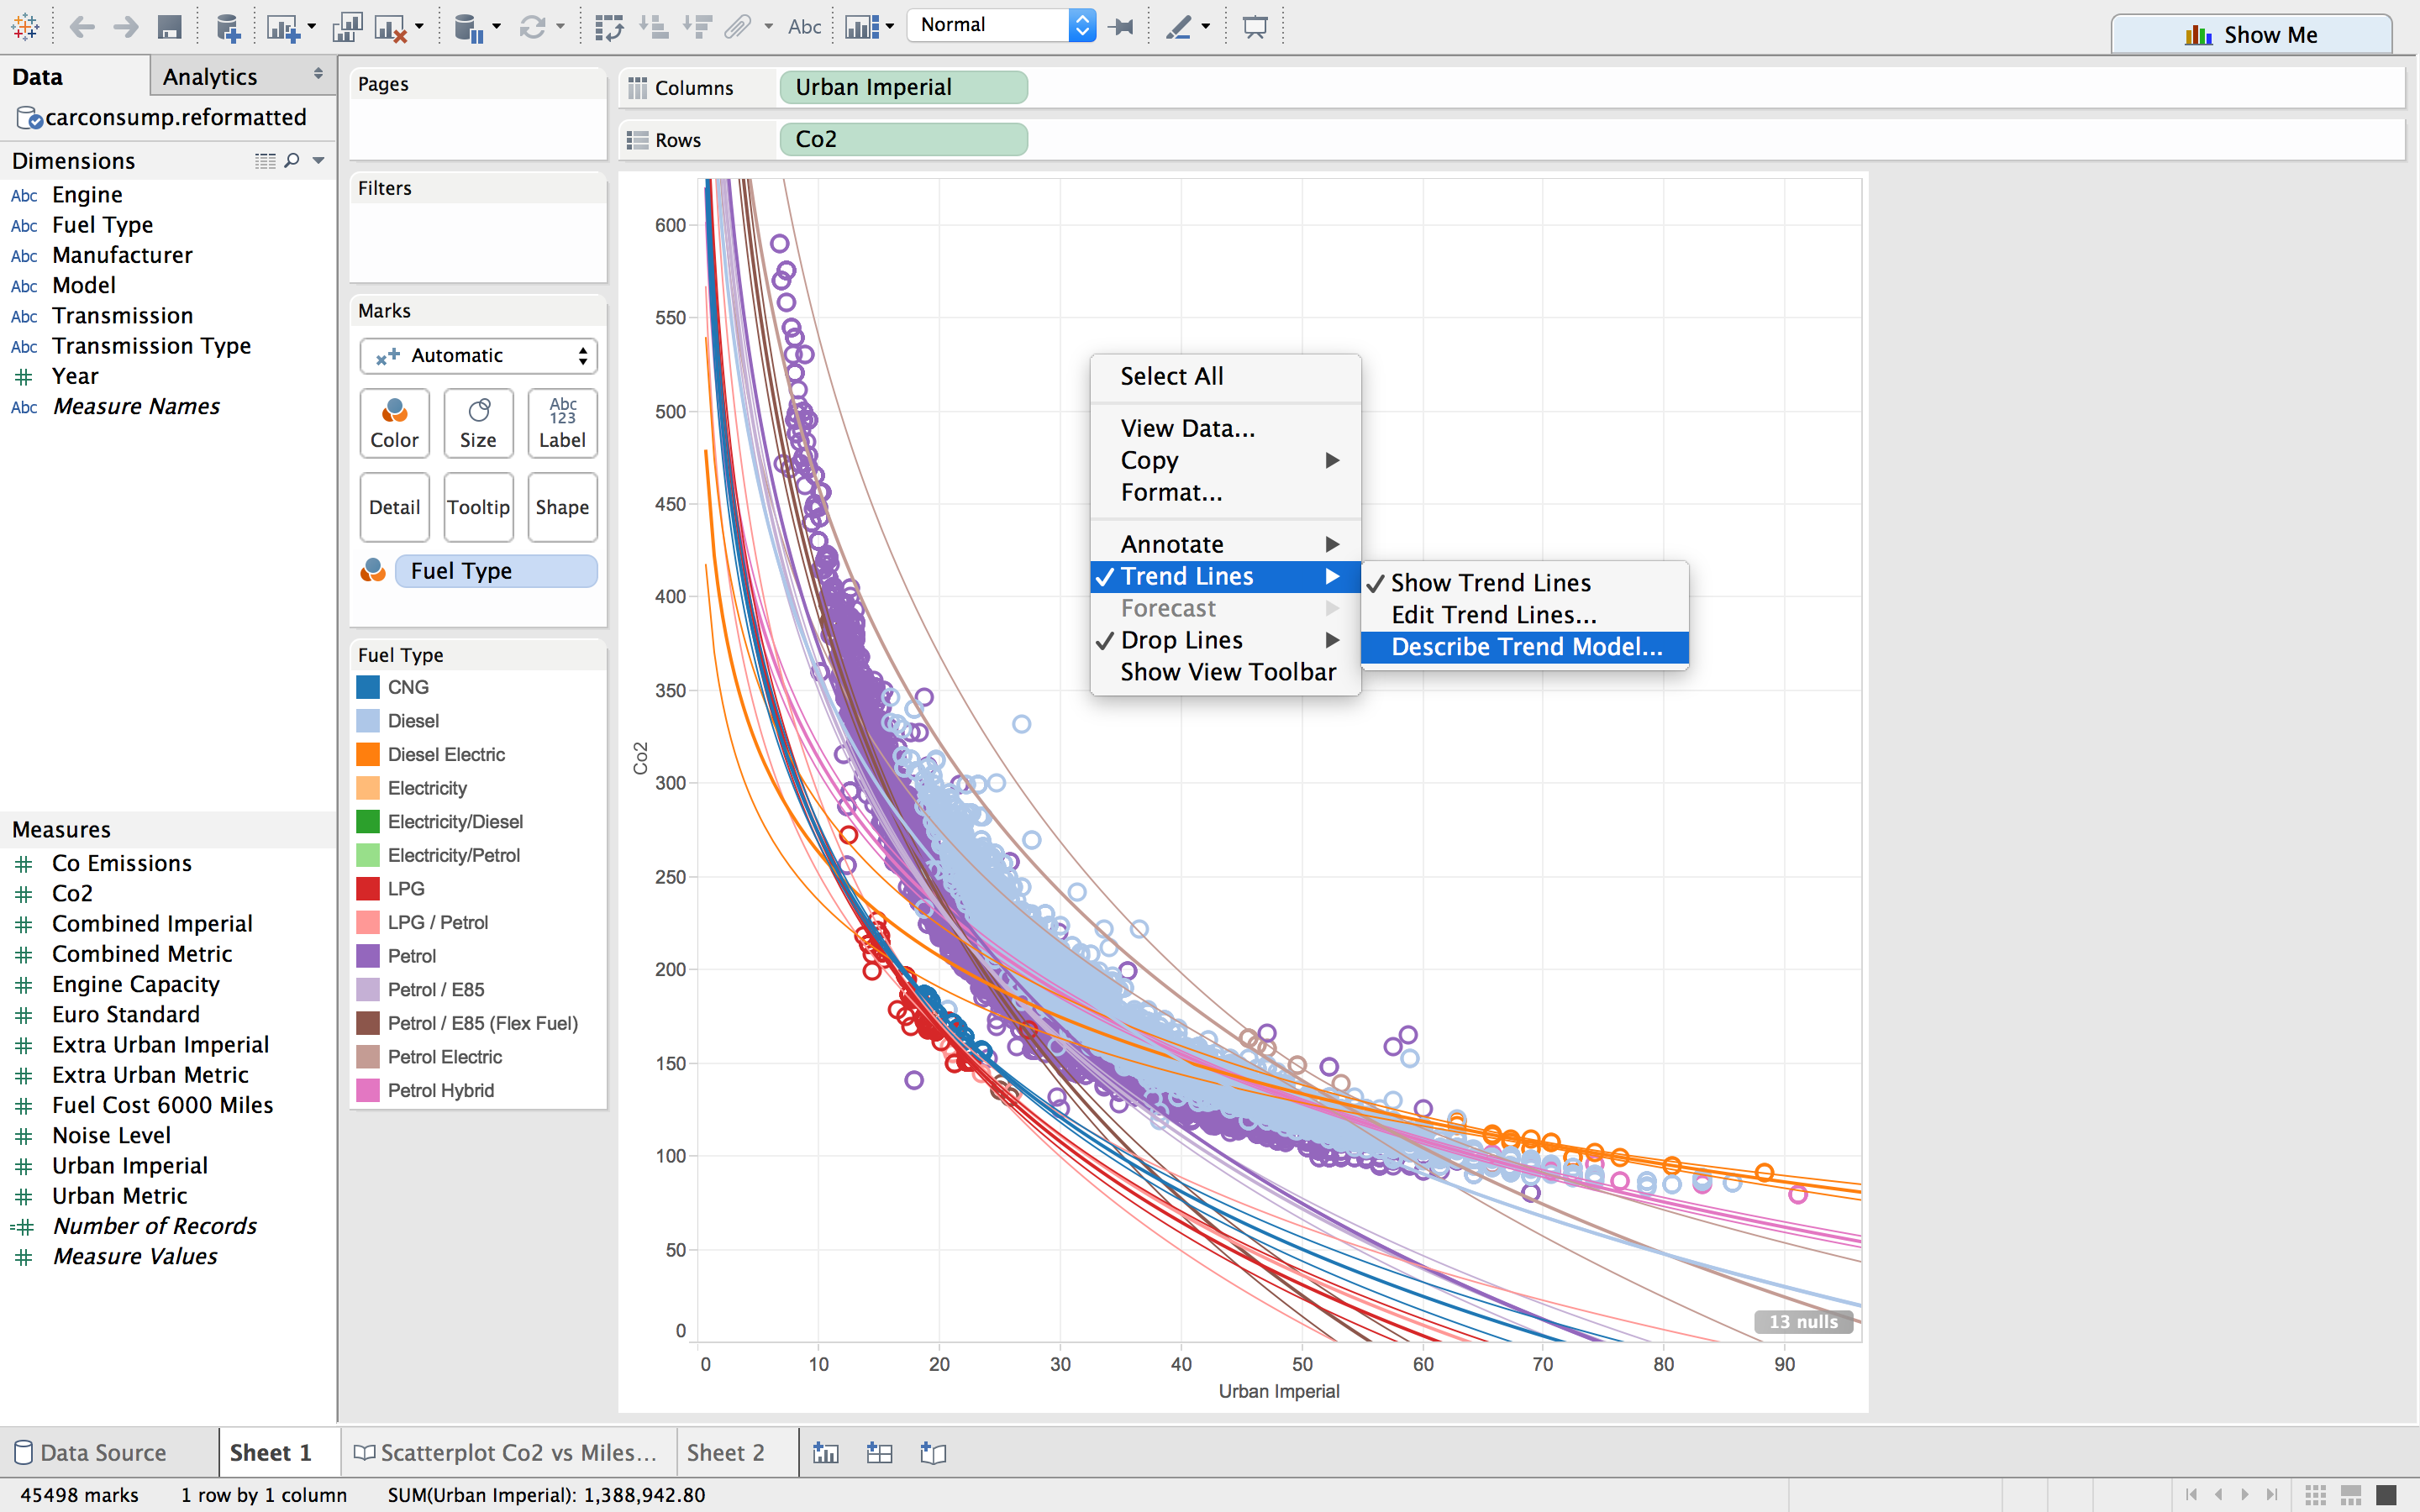 Abc
Normal
Show Me
Data
Analytics
carconsump.reformatted
Dimensions
Abc Engine
Abc Fuel Type
Abc Manufacturer
Abc Model
Abc Transmission
Abc Transmission Type
# Year
Abc Measure Names
Measures
# Co Emissions
# Co2
# Combined Imperial
# Combined Metric
# Engine Capacity
# Euro Standard
# Extra Urban Imperial
# Extra Urban Metric
# Fuel Cost 6000 Miles
# Noise Level
# Urban Imperial
# Urban Metric
=# Number of Records
# Measure Values
Pages
Filters
Marks
Automatic
Color
Size
Abc
123
Label
Detail
Tooltip
Shape
Fuel Type
Fuel Type
CNG
Diesel
Diesel Electric
Electricity
Electricity/Diesel
Electricity/Petrol
LPG
LPG / Petrol
Petrol
Petrol / E85
Petrol / E85 (Flex Fuel)
Petrol Electric
Petrol Hybrid
Columns
Urban Imperial
Rows
Co2
600
550
500
450
400
350
300
250
200
150
100
50
0
Co2
0 10 20 30 40 50 60 70 80 90
Urban Imperial
13 nulls
Select All
View Data...
Copy
Format...
Annotate
✓ Trend Lines
Forecast
✓ Drop Lines
Show View Toolbar
✓ Show Trend Lines
Edit Trend Lines...
Describe Trend Model...
Data Source
Sheet 1
Scatterplot Co2 vs Miles...
Sheet 2
45498 marks
1 row by 1 column
SUM(Urban Imperial): 1,388,942.80